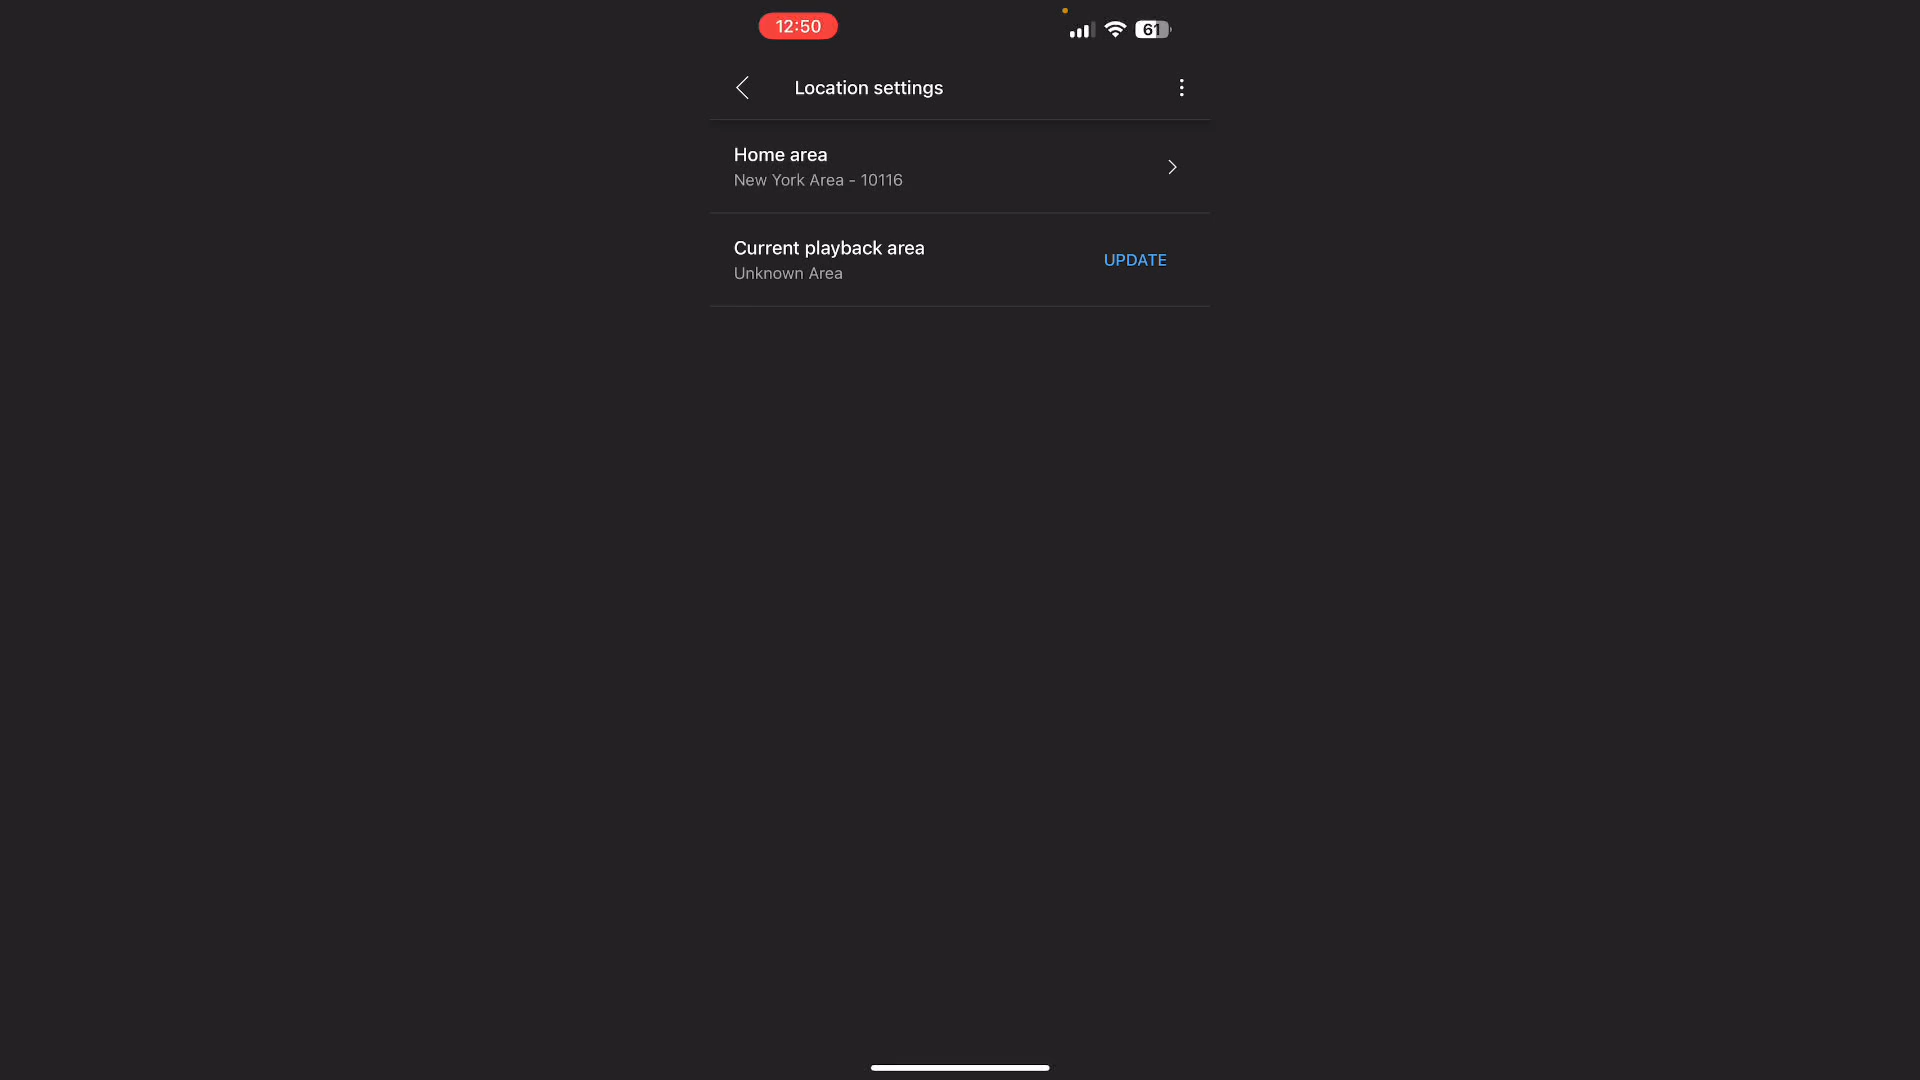 12:50
61
Location settings
Home area
New York Area - 10116
Current playback area
UPDATE
Unknown Area